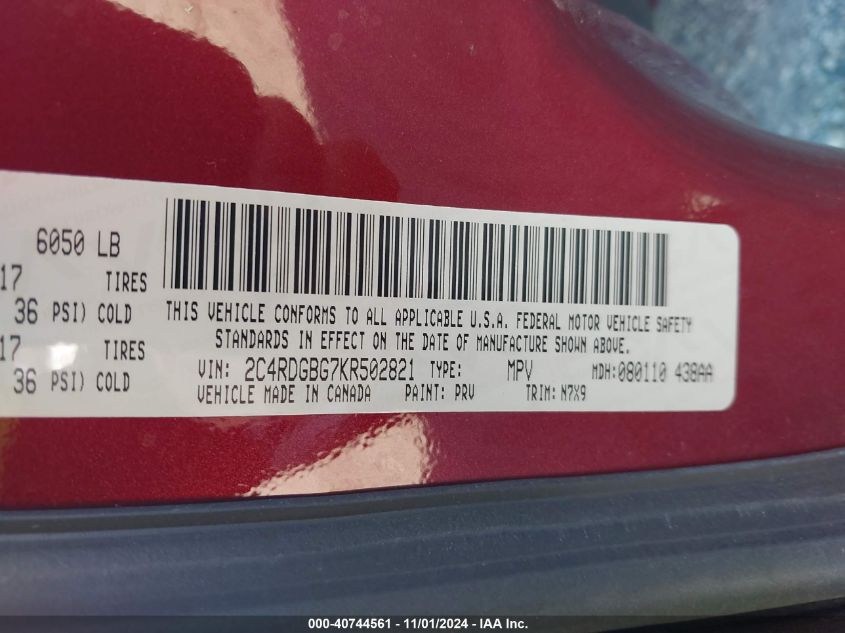 6050 LB
17 TIRES
36 PSI) COLD
17 TIRES
36 PSI) COLD
THIS VEHICLE CONFORMS TO ALL APPLICABLE U.S.A. FEDERAL MOTOR VEHICLE SAFETY
STANDARDS IN EFFECT ON THE DATE OF MANUFACTURE SHOWN ABOVE.
VIN: 2C4RDGBG7KR502821 TYPE: MPV MDH:080110 438AA
VEHICLE MADE IN CANADA PAINT: PRV TRIM: N7X9
000-40744561 - 11/01/2024 - IAA Inc.